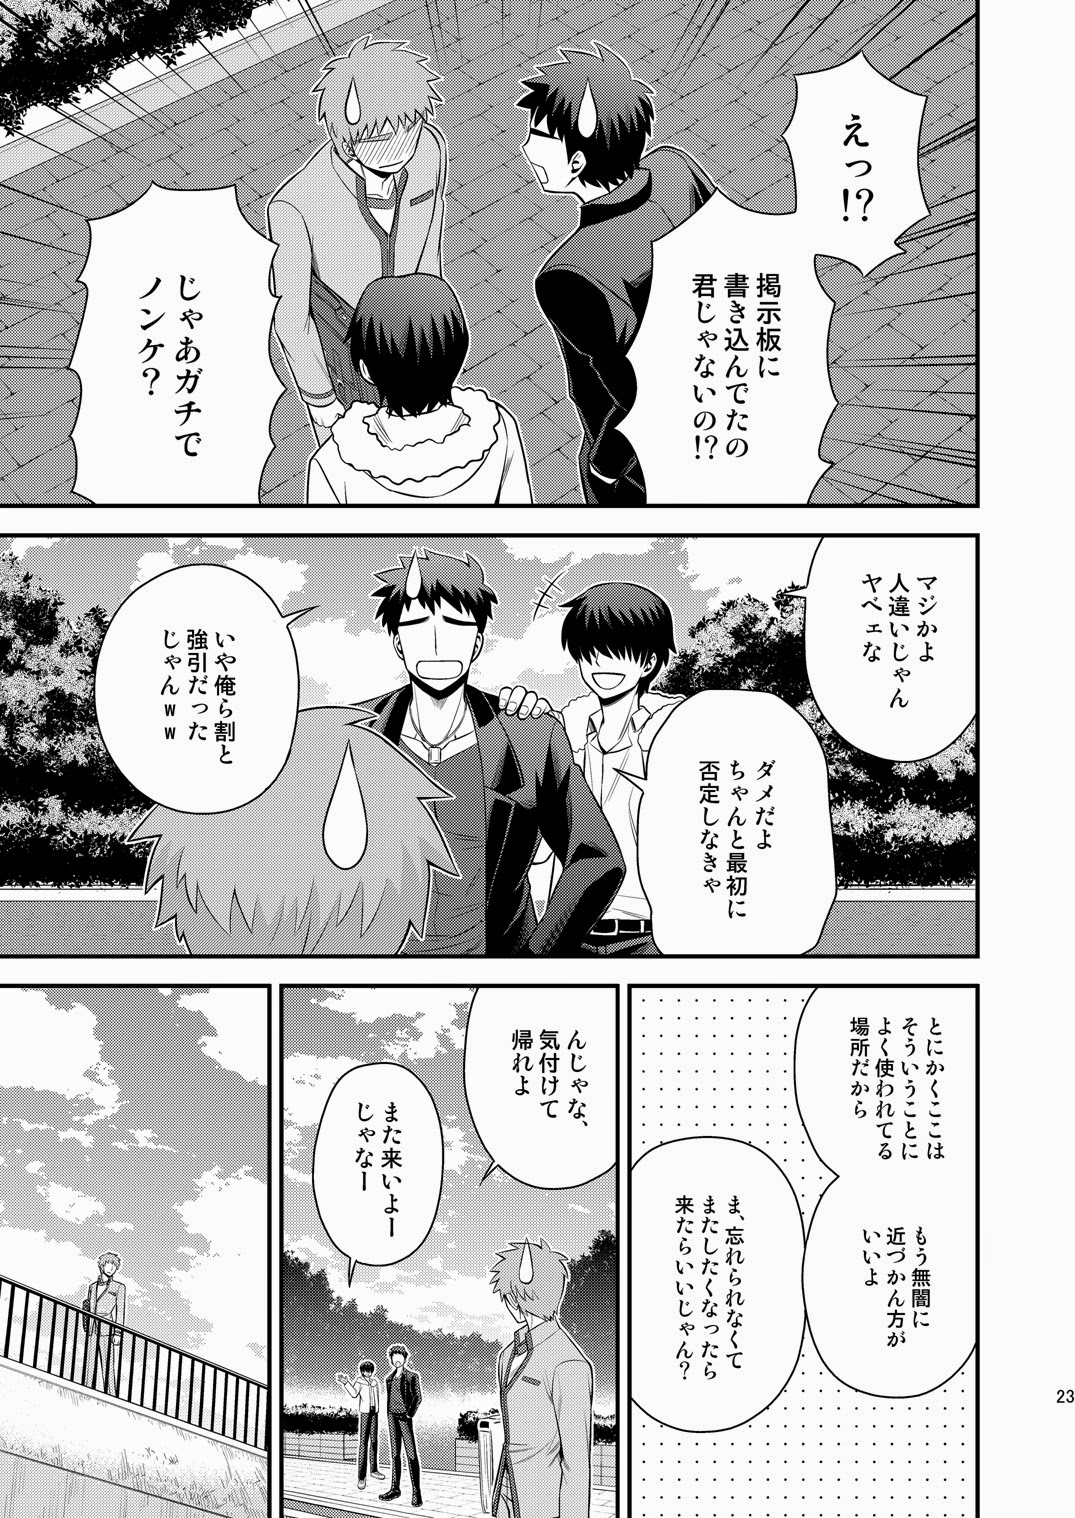 えっ!?
掲示板に
書き込んでたの
君じゃないの!?
じゃあガチで
ノンケ?
マジかよ
人違いじゃん
ヤベェな
ダメだよ
ちゃんと最初に
否定しなきゃ
いや俺ら割と
強引だった
じゃんｗｗ
とにかくここは
そういうことに
よく使われてる
場所だから
もう無闇に
近づかん方が
いいよ
ま、忘れられなくて
またしたくなったら
来たらいいじゃん?
んじゃな、
気付けて
帰れよ
また来いよー
じゃなー
23